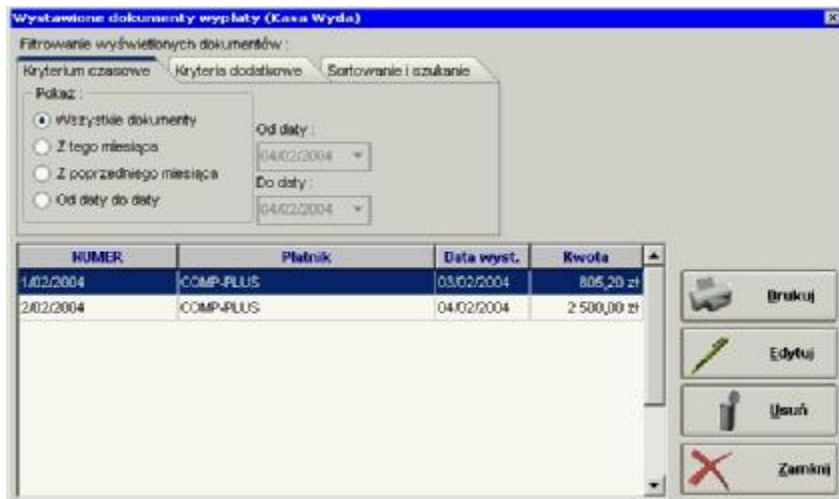 Wystawione dokumenty wypłaty (Kasa Wyda)
Filtrowanie wyświetlonych dokumentów :
Kryterium czasowe Kryteria dodatkowe Sortowanie i szukanie
Pokaż :
Wszystkie dokumenty
Z tego miesiąca
Z poprzedniego miesiąca
Od daty do daty
Od daty :
04/02/2004
Do daty :
04/02/2004
NUMER Płatnik Data wyst. Kwota
1/02/2004 COMP-PLUS 03/02/2004 805,20 zł
2/02/2004 COMP-PLUS 04/02/2004 2 500,00 zł
Drukuj
Edytuj
Usuń
Zamknij